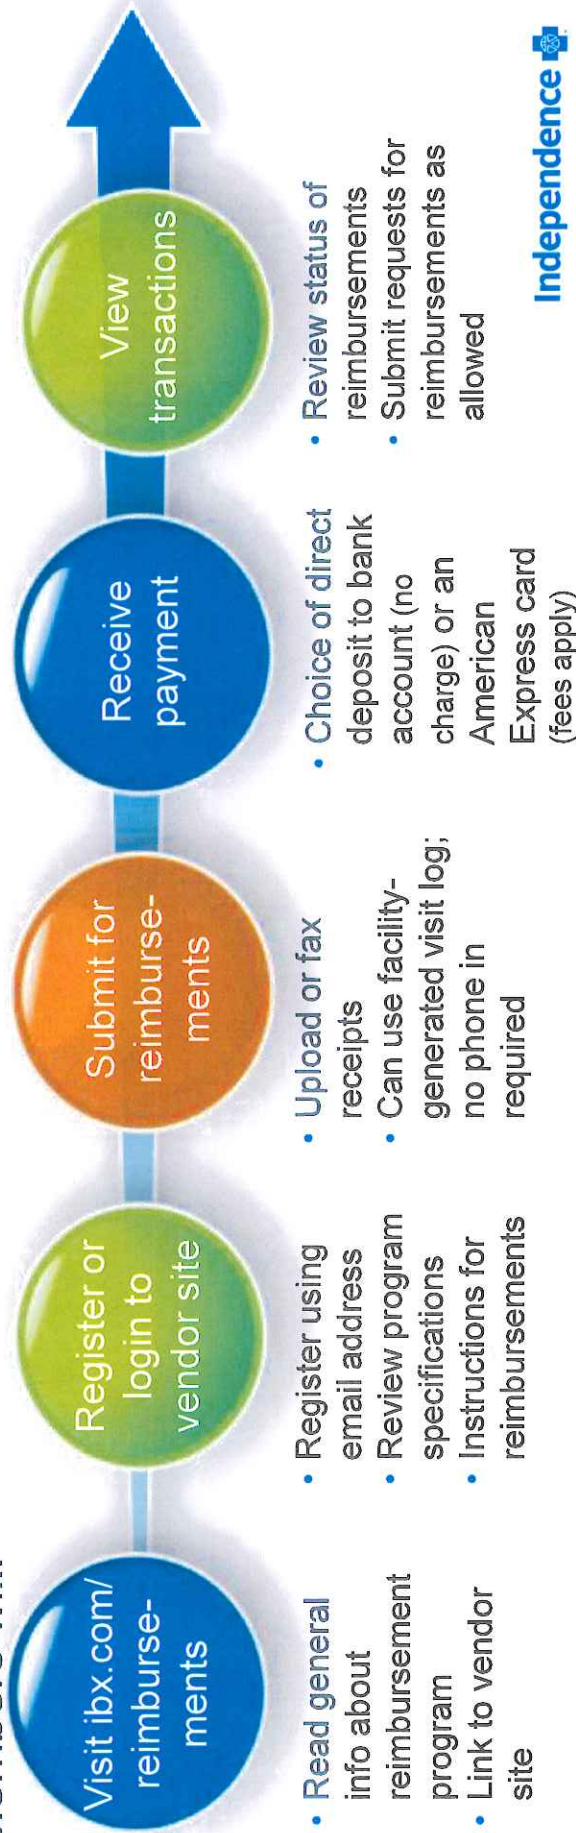 Visit ibx.com/
reimburse-
ments
• Read general
info about
reimbursement
program
• Link to vendor
site
Register or
login to
vendor site
• Register using
email address
• Review program
specifications
• Instructions for
reimbursements
Submit for
reimburse-
ments
• Upload or fax
receipts
• Can use facility-
generated visit log;
no phone in
required
Receive
payment
• Choice of direct
deposit to bank
account (no
charge) or an
American
Express card
(fees apply)
View
transactions
• Review status of
reimbursements
• Submit requests for
reimbursements as
allowed
Independence